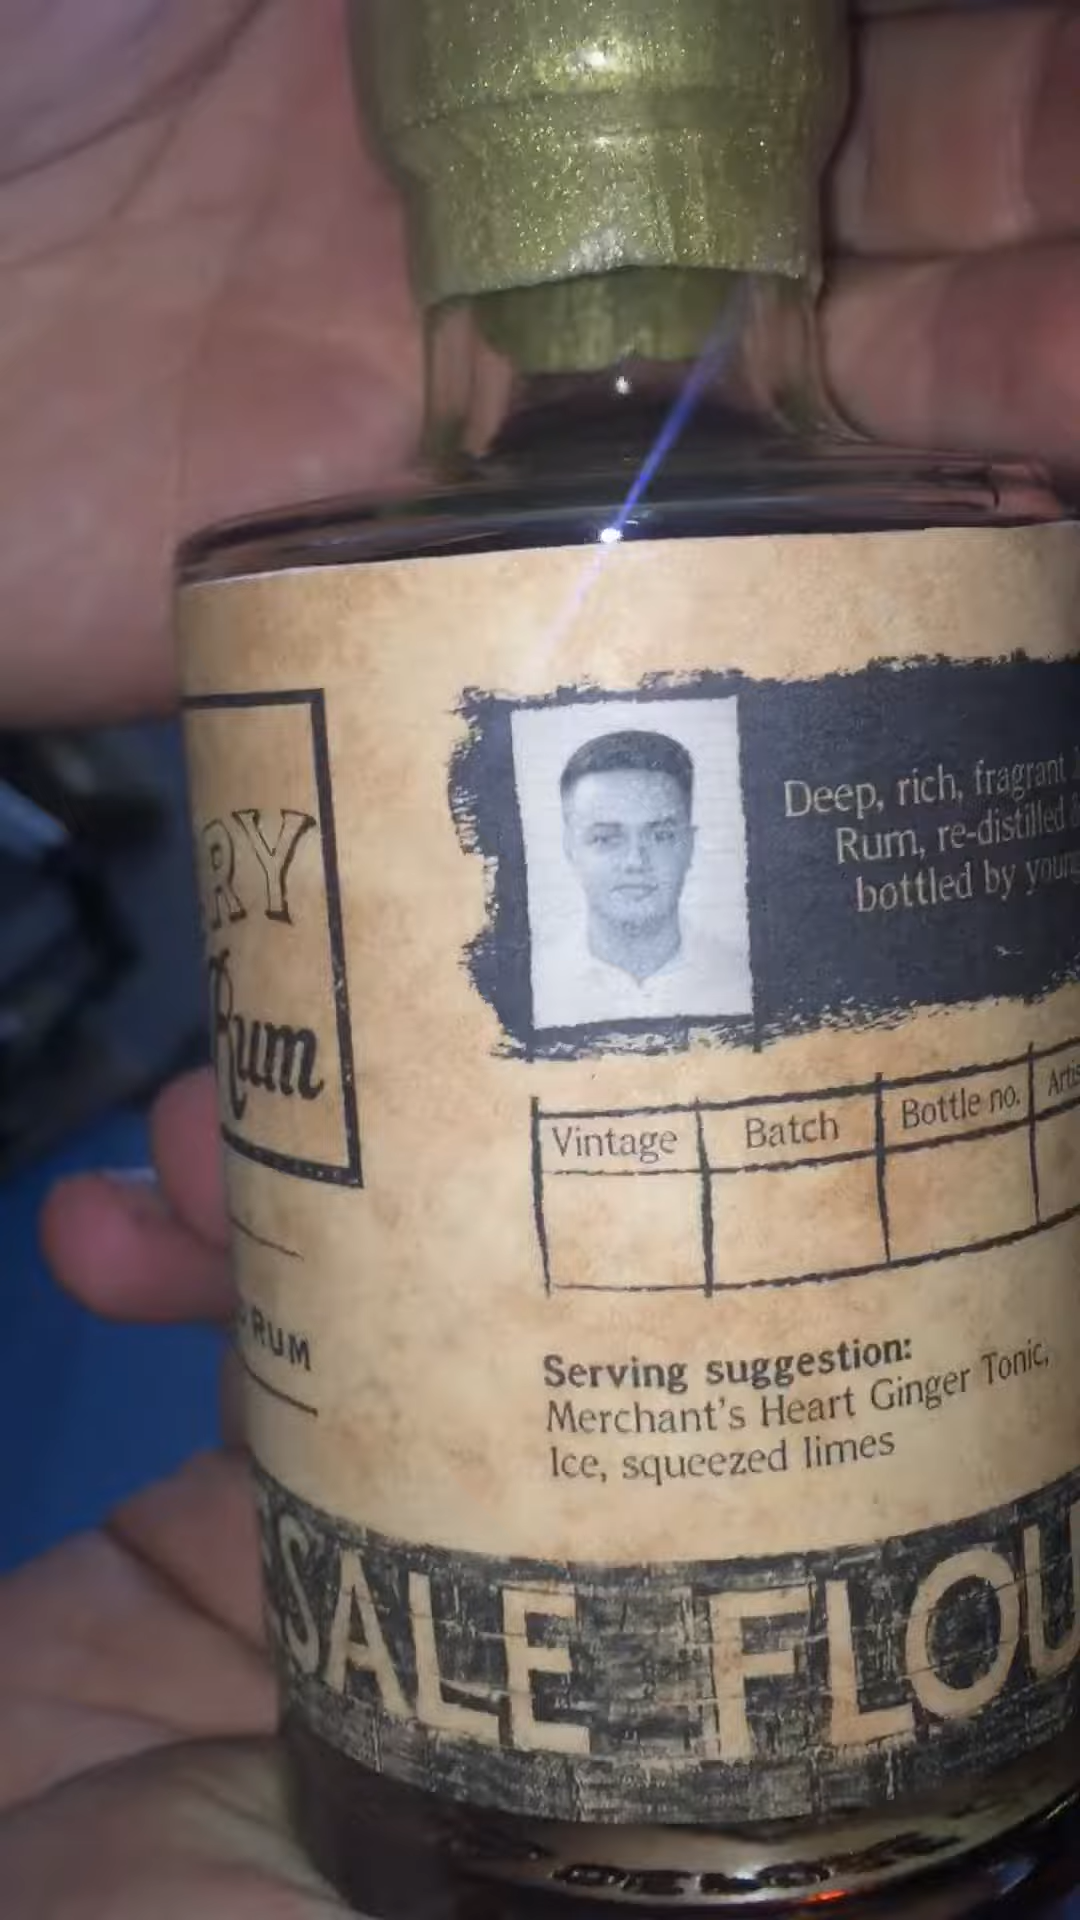 RY
Rum
RUM
Deep, rich, fragrant
Rum, re-distilled &
bottled by young
Vintage Batch Bottle no.
Serving suggestion:
Merchant's Heart Ginger Tonic,
Ice, squeezed limes
SALE FLOU